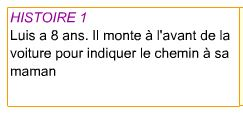 HISTOIRE 1
Luis a 8 ans. Il monte à l'avant de la
voiture pour indiquer le chemin à sa
maman